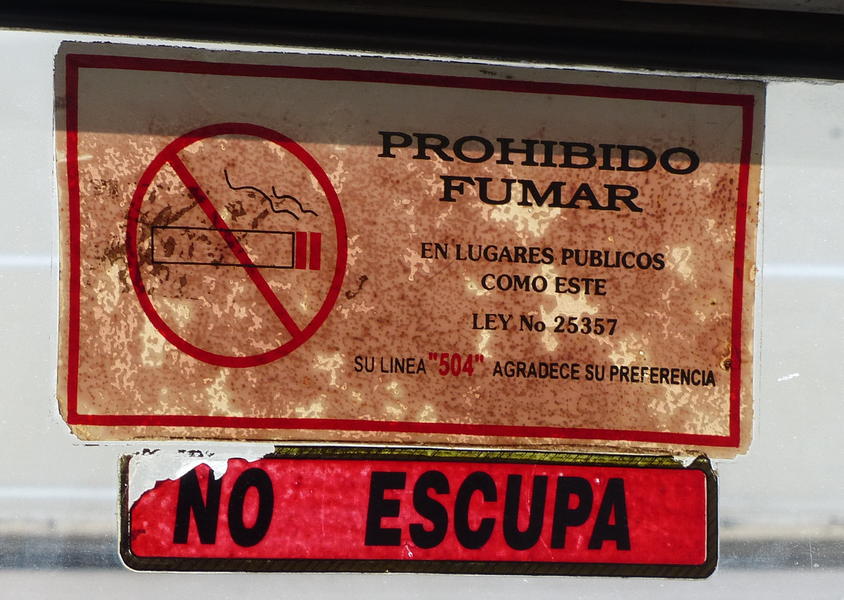 PROHIBIDO
FUMAR
EN LUGARES PUBLICOS
COMO ESTE
LEY No 25357
SU LINEA "504" AGRADECE SU PREFERENCIA
NO ESCUPA